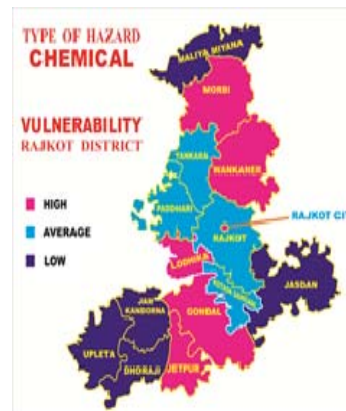 TYPE OF HAZARD
CHEMICAL
VULNERABILITY
RAJKOT DISTRICT
HIGH
AVERAGE
LOW
MALIYA MIYANA
MORBI
TANKARA
WANKANER
PADDHARI
RAJKOT CI
RAJKOT
LODHIKA
JASDAN
JAM
KANDORNA
GONDAL
UPLETA
DHORAJI
JETPUR